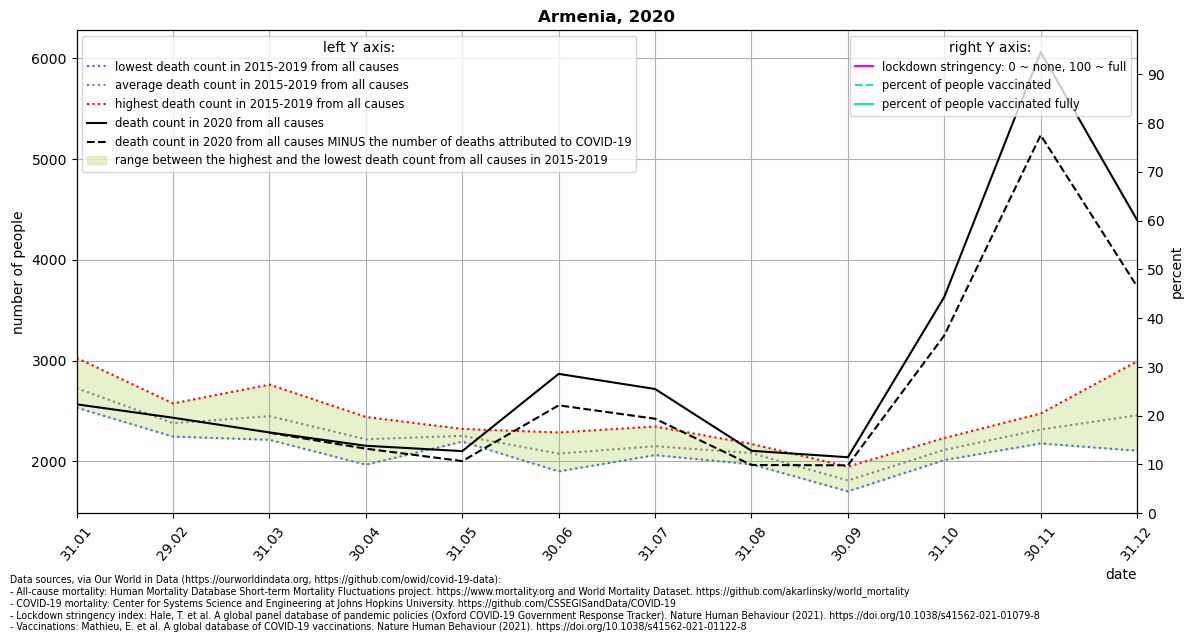 Armenia, 2020
left Y axis:
lowest death count in 2015-2019 from all causes
average death count in 2015-2019 from all causes
highest death count in 2015-2019 from all causes
death count in 2020 from all causes
death count in 2020 from all causes MINUS the number of deaths attributed to COVID-19
range between the highest and the lowest death count from all causes in 2015-2019
right Y axis:
lockdown stringency: 0 ~ none, 100 ~ full
percent of people vaccinated
percent of people vaccinated fully
number of people
6000
5000
4000
3000
2000
percent
90
80
70
60
50
40
30
20
10
0
31.01
29.02
31.03
30.04
31.05
30.06
31.07
31.08
30.09
31.10
30.11
31.12
date
Data sources, via Our World in Data (https://ourworldindata.org, https://github.com/owid/covid-19-data):
- All-cause mortality: Human Mortality Database Short-term Mortality Fluctuations project. https://www.mortality.org and World Mortality Dataset. https://github.com/akarlinsky/world_mortality
- COVID-19 mortality: Center for Systems Science and Engineering at Johns Hopkins University. https://github.com/CSSEGISandData/COVID-19
- Lockdown stringency index: Hale, T. et al. A global panel database of pandemic policies (Oxford COVID-19 Government Response Tracker). Nature Human Behaviour (2021). https://doi.org/10.1038/s41562-021-01079-8
- Vaccinations: Mathieu, E. et al. A global database of COVID-19 vaccinations. Nature Human Behaviour (2021). https://doi.org/10.1038/s41562-021-01122-8